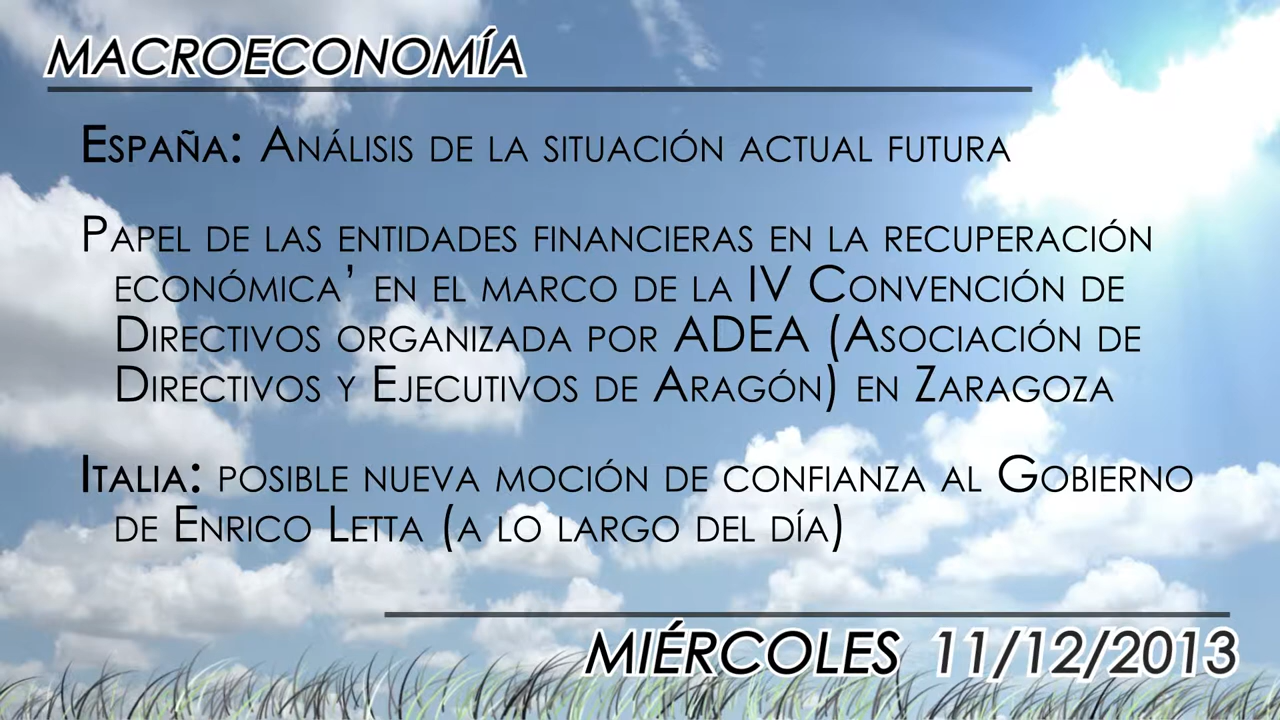 MACROECONOMÍA
España: Análisis de la situación actual futura
Papel de las entidades financieras en la recuperación
económica’ en el marco de la IV Convención de
Directivos organizada por ADEA (Asociación de
Directivos y Ejecutivos de Aragón) en Zaragoza
Italia: posible nueva moción de confianza al Gobierno
de Enrico Letta (a lo largo del día)
MIÉRCOLES 11/12/2013